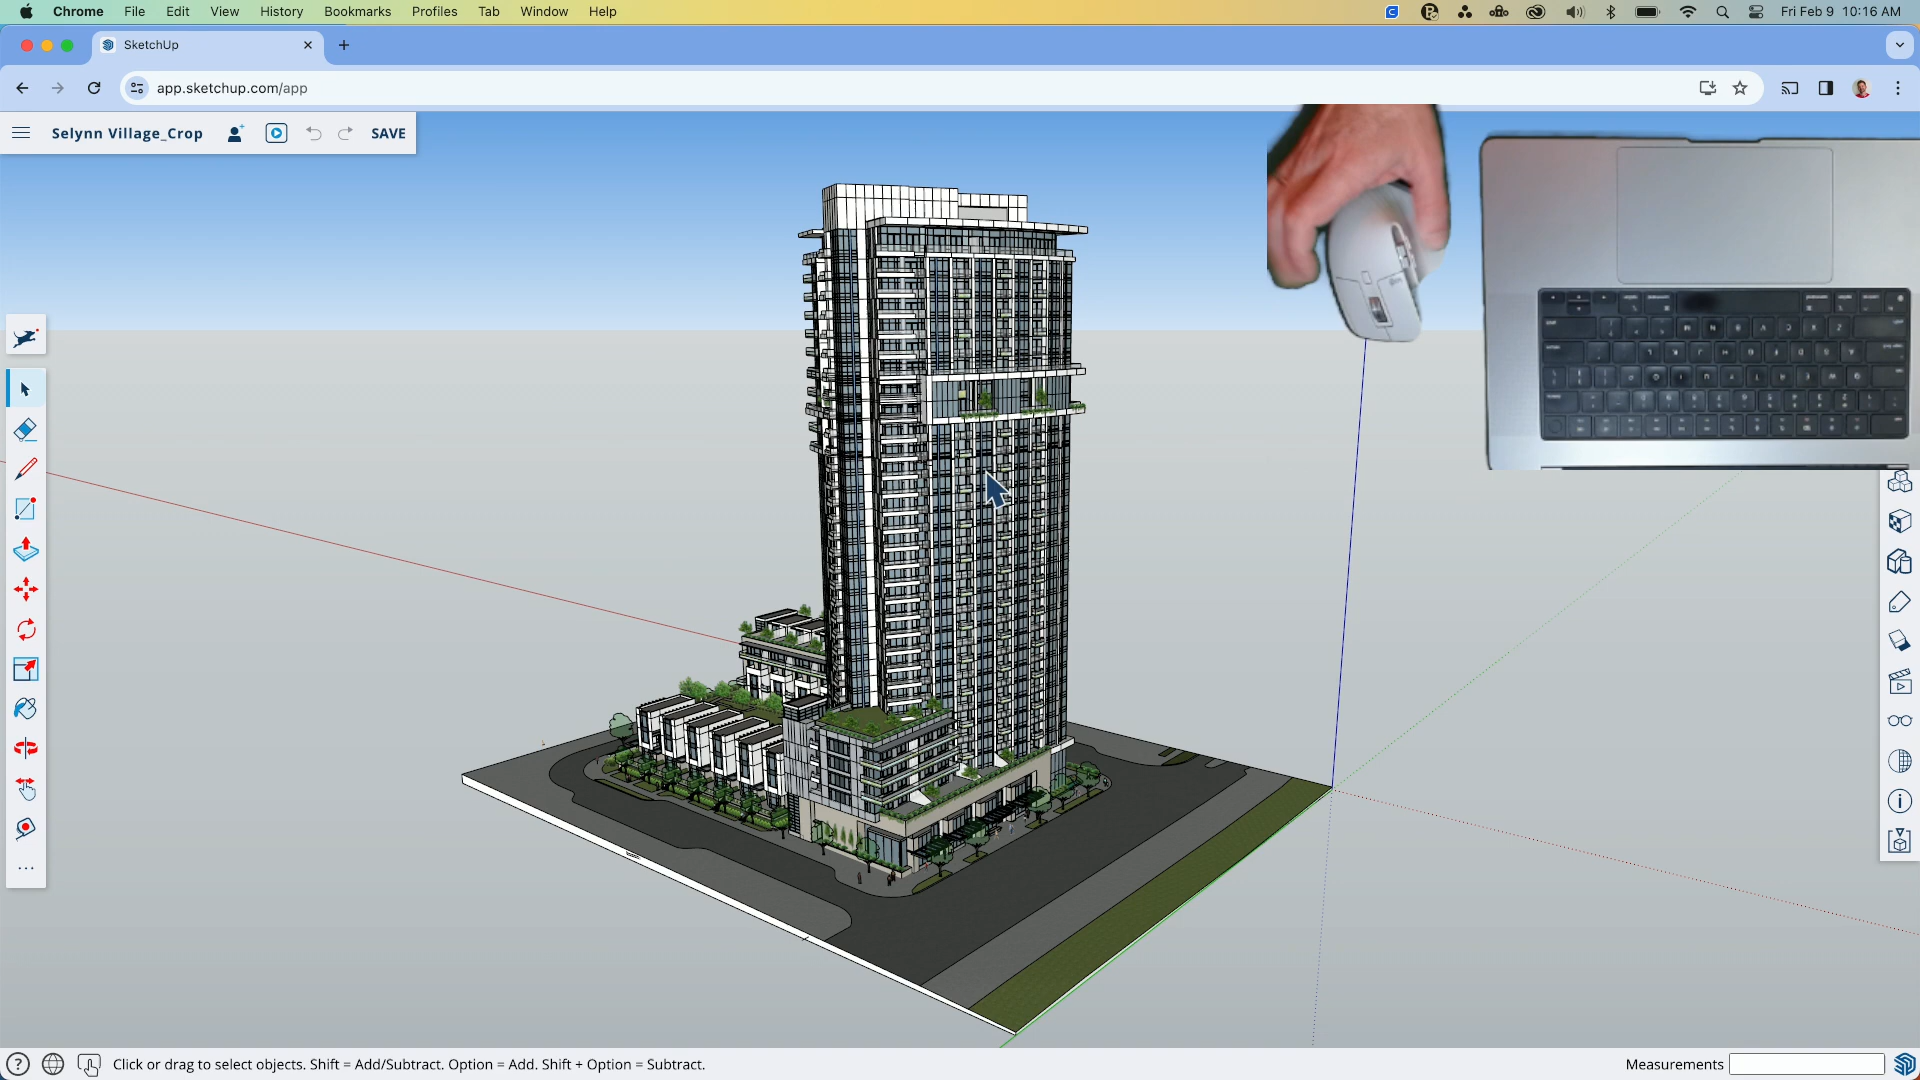 Chrome File Edit View History Bookmarks Profiles Tab Window Help Fri Feb 9 10:16 AM
SketchUp
app.sketchup.com/app
Selynn Village_Crop SAVE
Click or drag to select objects. Shift = Add/Subtract. Option = Add. Shift + Option = Subtract. Measurements